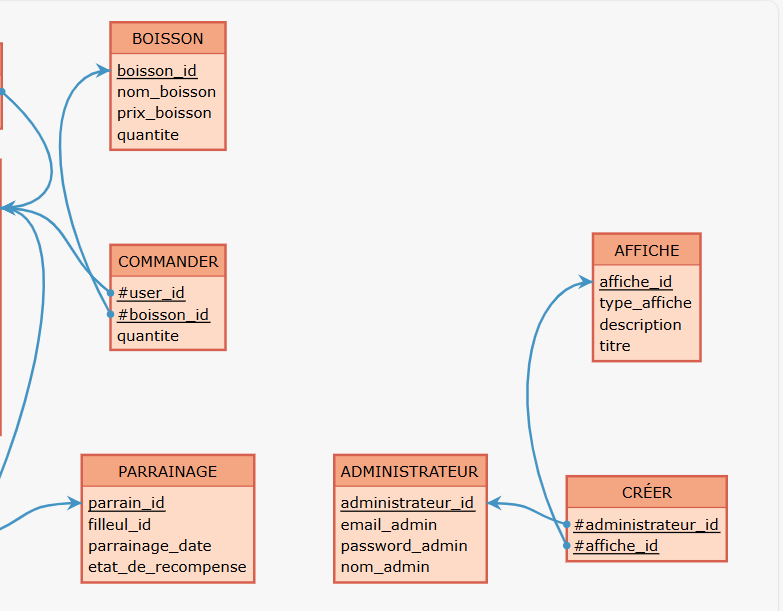 BOISSON
boisson_id
nom_boisson
prix_boisson
quantite
COMMANDER
#user_id
#boisson_id
quantite
AFFICHE
affiche_id
type_affiche
description
titre
PARRAINAGE
parrain_id
filleul_id
parrainage_date
etat_de_recompense
ADMINISTRATEUR
administrateur_id
email_admin
password_admin
nom_admin
CRÉER
#administrateur_id
#affiche_id